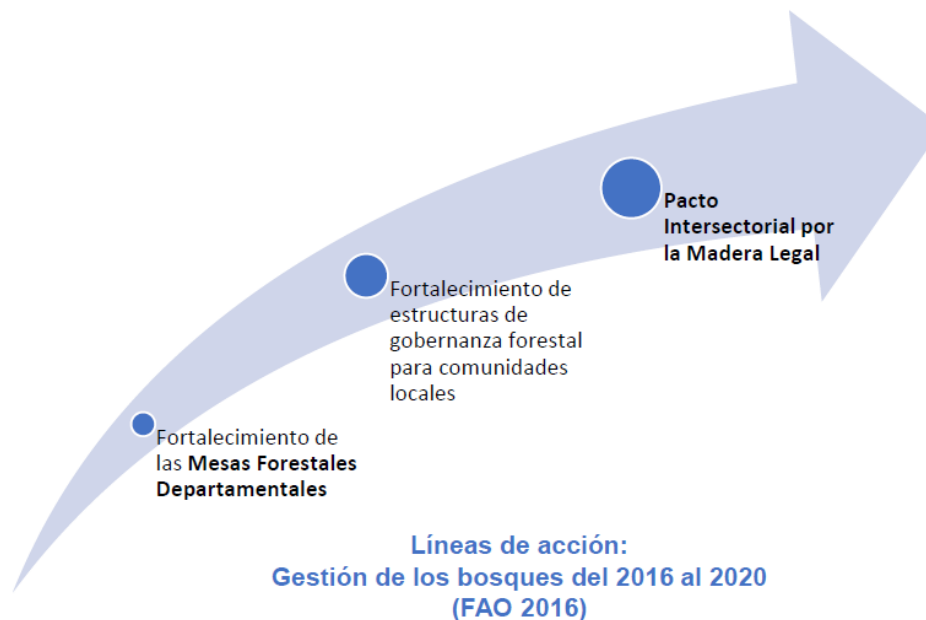 Pacto
Intersectorial por
la Madera Legal
Fortalecimiento de
estructuras de
gobernanza forestal
para comunidades
locales
Fortalecimiento de
las Mesas Forestales
Departamentales
Líneas de acción:
Gestión de los bosques del 2016 al 2020
(FAO 2016)